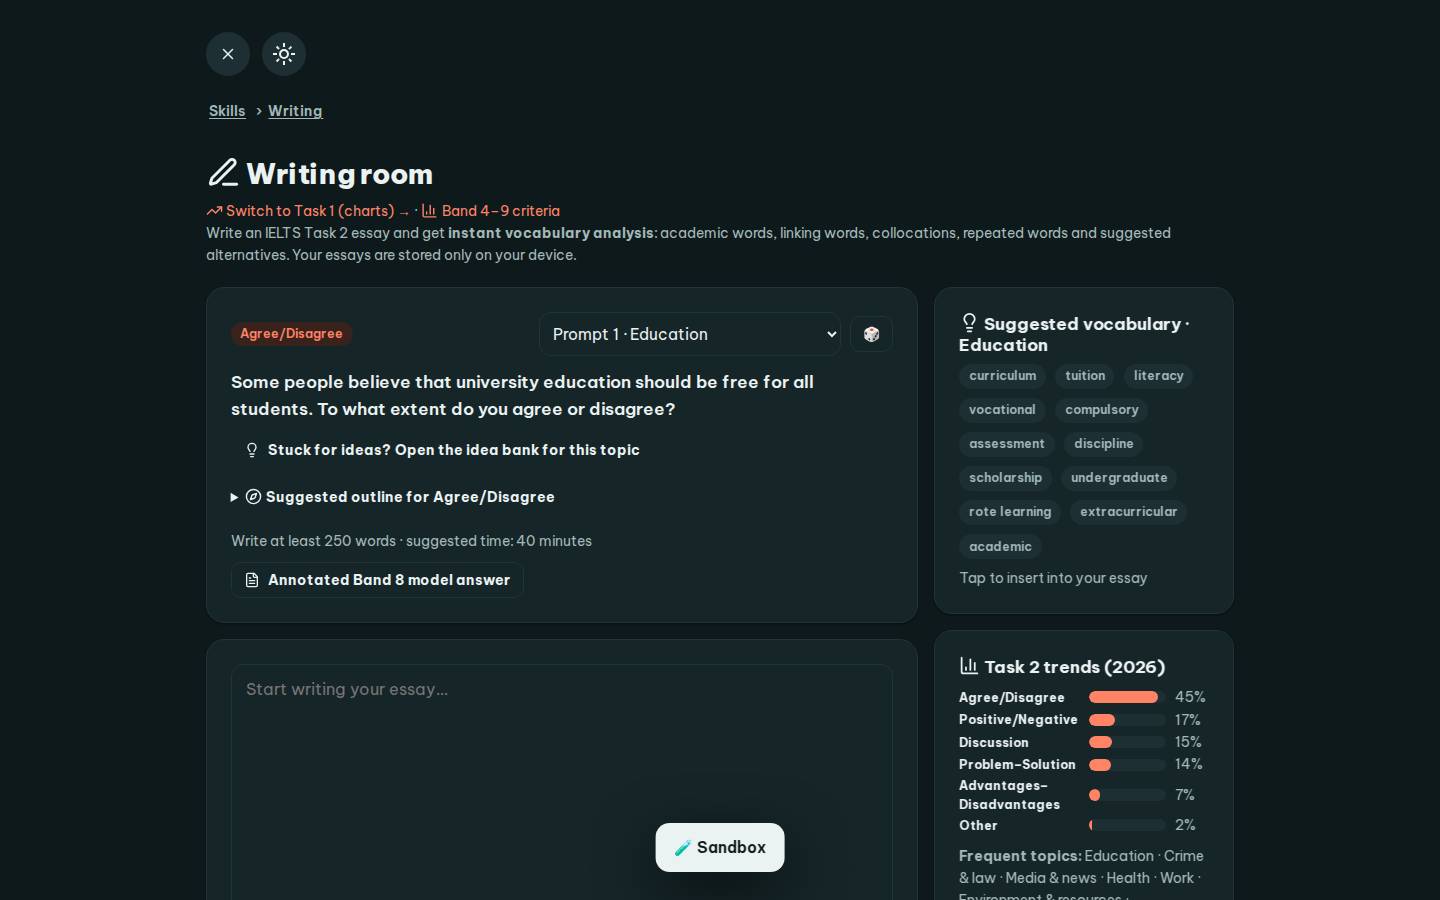 Skills › Writing
Writing room
Switch to Task 1 (charts) → · Band 4–9 criteria
Write an IELTS Task 2 essay and get instant vocabulary analysis: academic words, linking words, collocations, repeated words and suggested
alternatives. Your essays are stored only on your device.
Agree/Disagree
Prompt 1 · Education
Some people believe that university education should be free for all
students. To what extent do you agree or disagree?
Stuck for ideas? Open the idea bank for this topic
Suggested outline for Agree/Disagree
Write at least 250 words · suggested time: 40 minutes
Annotated Band 8 model answer
Start writing your essay...
Suggested vocabulary ·
Education
curriculum tuition literacy
vocational compulsory
assessment discipline
scholarship undergraduate
rote learning extracurricular
academic
Tap to insert into your essay
Task 2 trends (2026)
Agree/Disagree 45%
Positive/Negative 17%
Discussion 15%
Problem–Solution 14%
Advantages–
Disadvantages 7%
Other 2%
Frequent topics: Education · Crime
& law · Media & news · Health · Work ·
Environment & resources ·
🧪 Sandbox